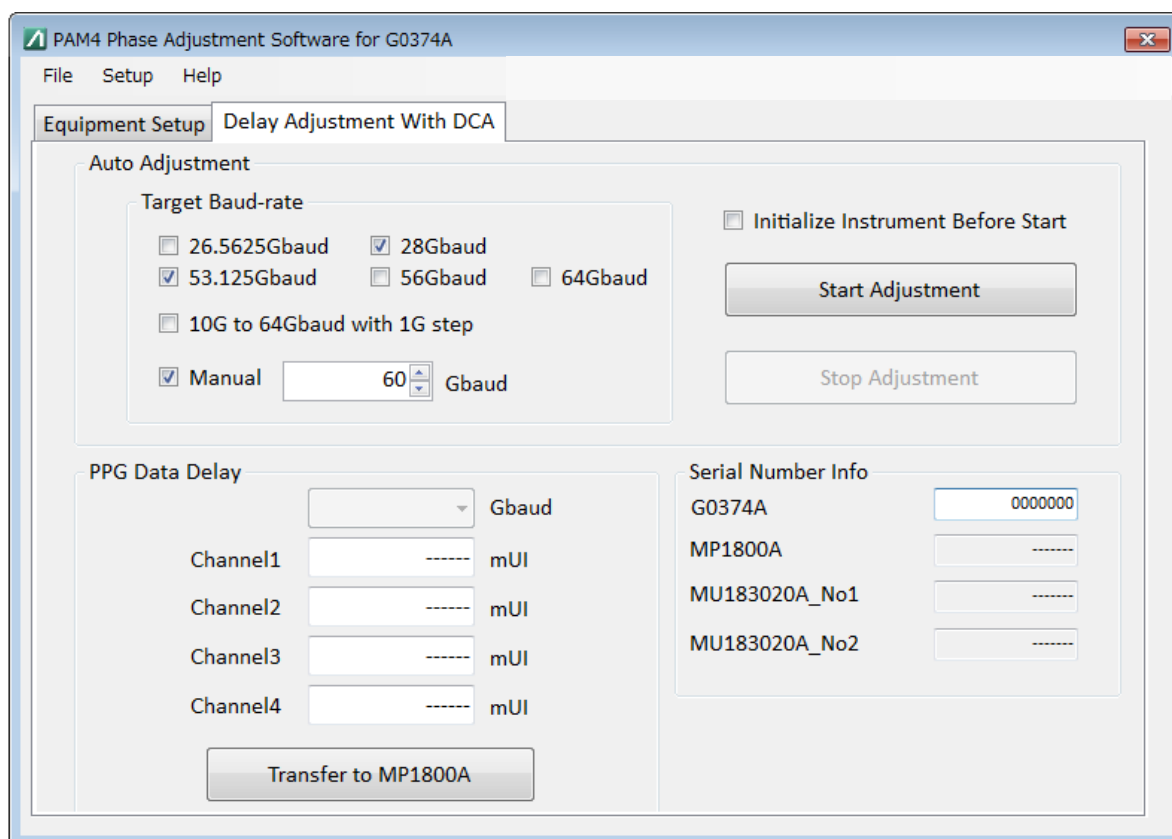 PAM4 Phase Adjustment Software for G0374A
File Setup Help
Equipment Setup Delay Adjustment With DCA
Auto Adjustment
Target Baud-rate
26.5625Gbaud 28Gbaud
53.125Gbaud 56Gbaud 64Gbaud
10G to 64Gbaud with 1G step
Manual 60 Gbaud
Initialize Instrument Before Start
Start Adjustment
Stop Adjustment
PPG Data Delay
Gbaud
Channel1 ------ mUI
Channel2 ------ mUI
Channel3 ------ mUI
Channel4 ------ mUI
Transfer to MP1800A
Serial Number Info
G0374A 0000000
MP1800A -------
MU183020A_No1 -------
MU183020A_No2 -------